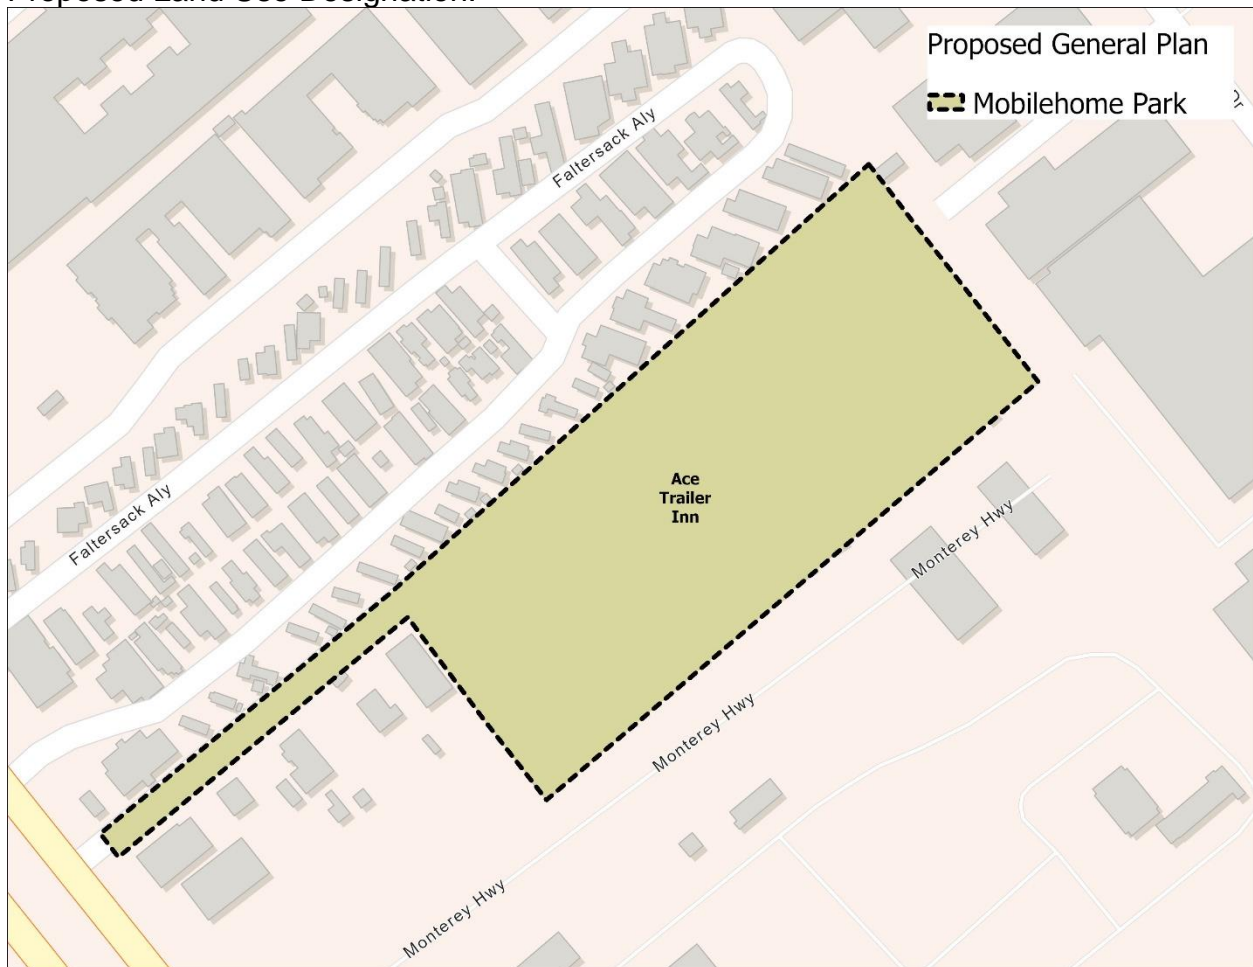 Proposed Land Use Designation:
Proposed General Plan
Mobilehome Park
Faltersack Aly
Ace
Trailer
Inn
Faltersack Aly
Monterey Hwy
Monterey Hwy
Monterey Hwy